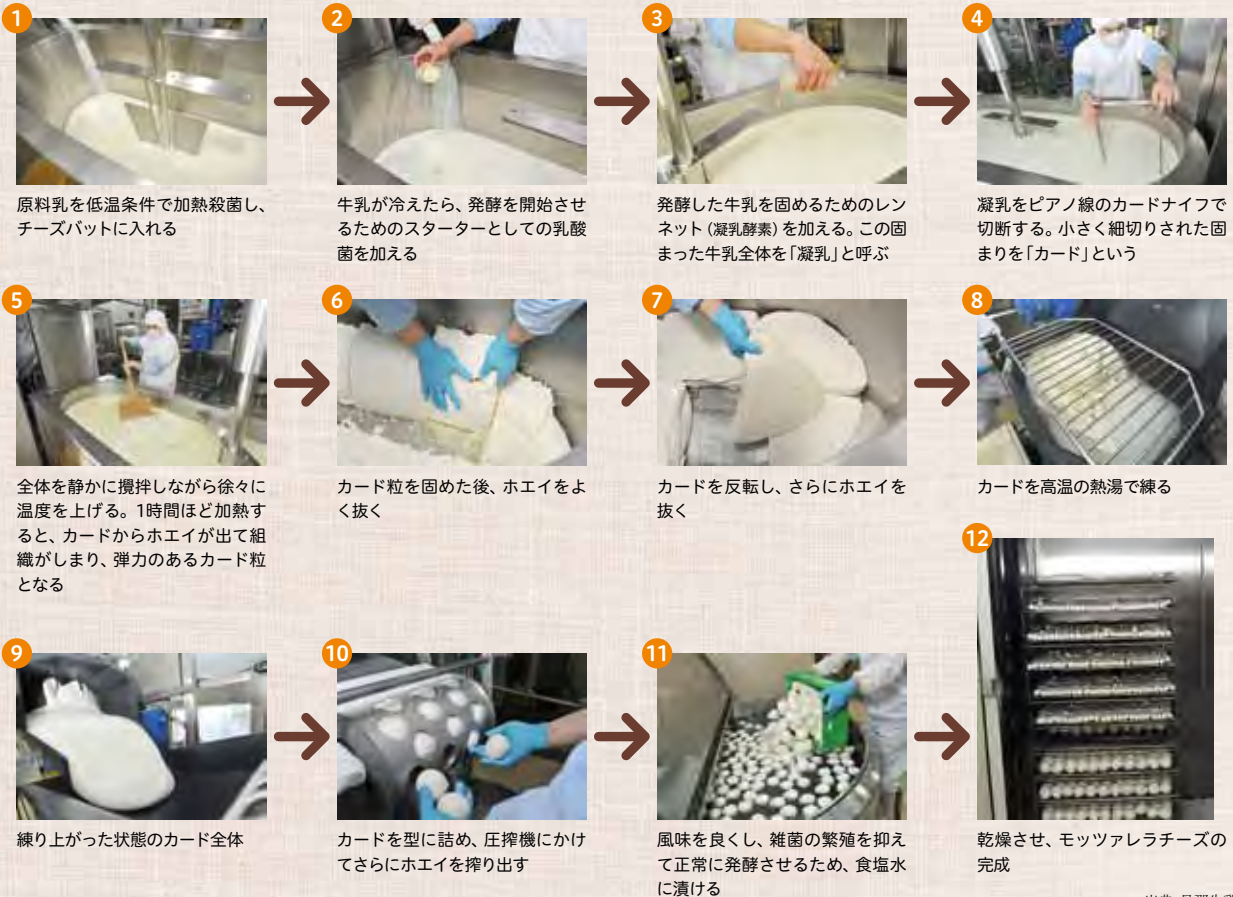 1
原料乳を低温条件で加熱殺菌し、
チーズバットに入れる
2
牛乳が冷えたら、発酵を開始させ
るためのスターターとしての乳酸
菌を加える
3
発酵した牛乳を固めるためのレン
ネット（凝乳酵素）を加える。この固
まった牛乳全体を「凝乳」と呼ぶ
4
凝乳をピアノ線のカードナイフで
切断する。小さく細切りされた固
まりを「カード」という
5
全体を静かに攪拌しながら徐々に
温度を上げる。1時間ほど加熱す
ると、カードからホエイが出て組
織がしまり、弾力のあるカード粒
となる
6
カード粒を固めた後、ホエイをよ
く抜く
7
カードを反転し、さらにホエイを
抜く
8
カードを高温の熱湯で練る
9
練り上がった状態のカード全体
10
カードを型に詰め、圧搾機にかけ
てさらにホエイを搾り出す
11
風味を良くし、雑菌の繁殖を抑え
て正常に発酵させるため、食塩水
に漬ける
12
乾燥させ、モッツァレラチーズの
完成